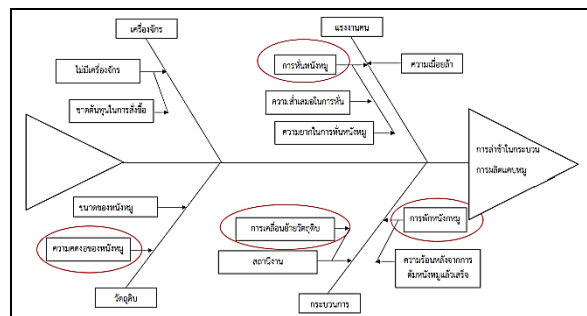 เครื่องจักร
แรงงานคน
ไม่มีเครื่องจักร
การหั่นหนังหมู
ความเมื่อยล้า
ขาดต้นทุนในการสั่งซื้อ
ความสม่ำเสมอในการหั่น
ความยากในการหั่นหนังหมู
การล่าช้าในกระบวน
การผลิตแคบหมู
ขนาดของหนังหมู
การเคลื่อนย้ายวัตถุดิบ
การพักหนังกหมู
ความคดงอของหนังหมู
สถานีงาน
ความร้อนหลังจากการ
ต้มหนังหมูแล้วเสร็จ
วัตถุดิบ
กระบวนการ